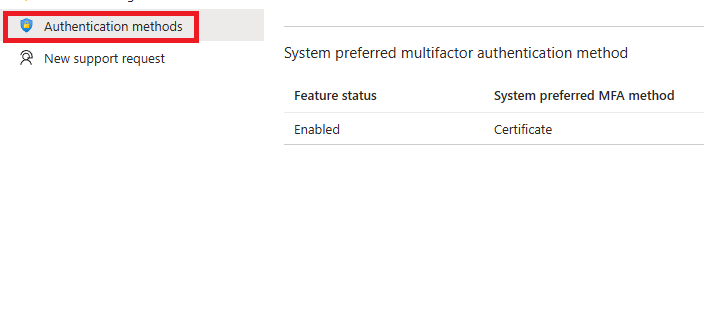 Authentication methods
New support request
System preferred multifactor authentication method
Feature status System preferred MFA method
Enabled Certificate